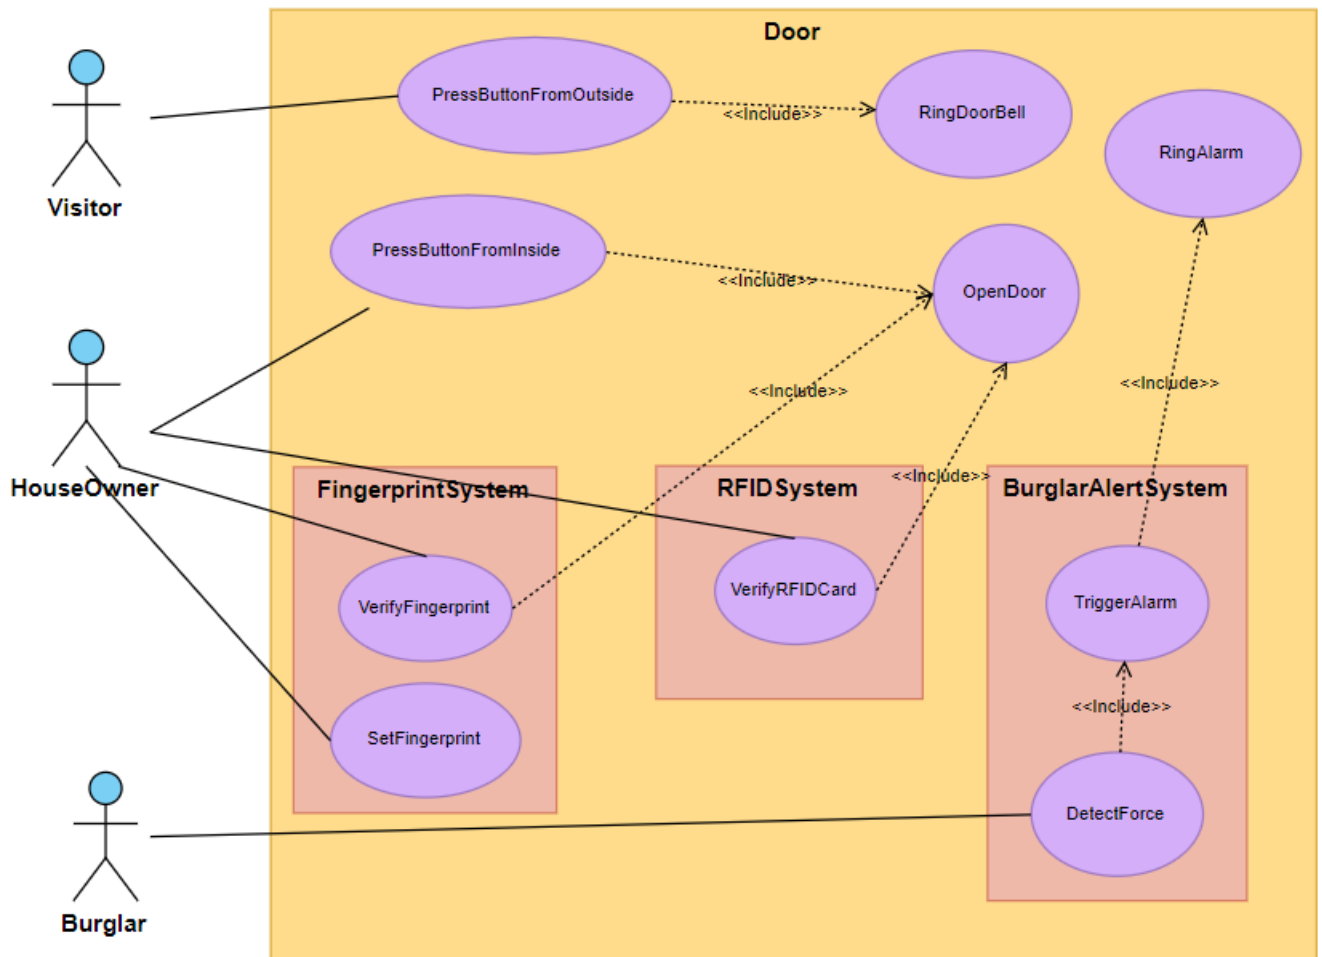 Door
PressButtonFromOutside
<<Include>>
RingDoorBell
RingAlarm
Visitor
PressButtonFromInside
<<Include>>
OpenDoor
<<Include>>
<<Include>>
HouseOwner
FingerprintSystem
RFIDSystem
<<Include>>
BurglarAlertSystem
VerifyFingerprint
VerifyRFIDCard
TriggerAlarm
<<Include>>
SetFingerprint
DetectForce
Burglar